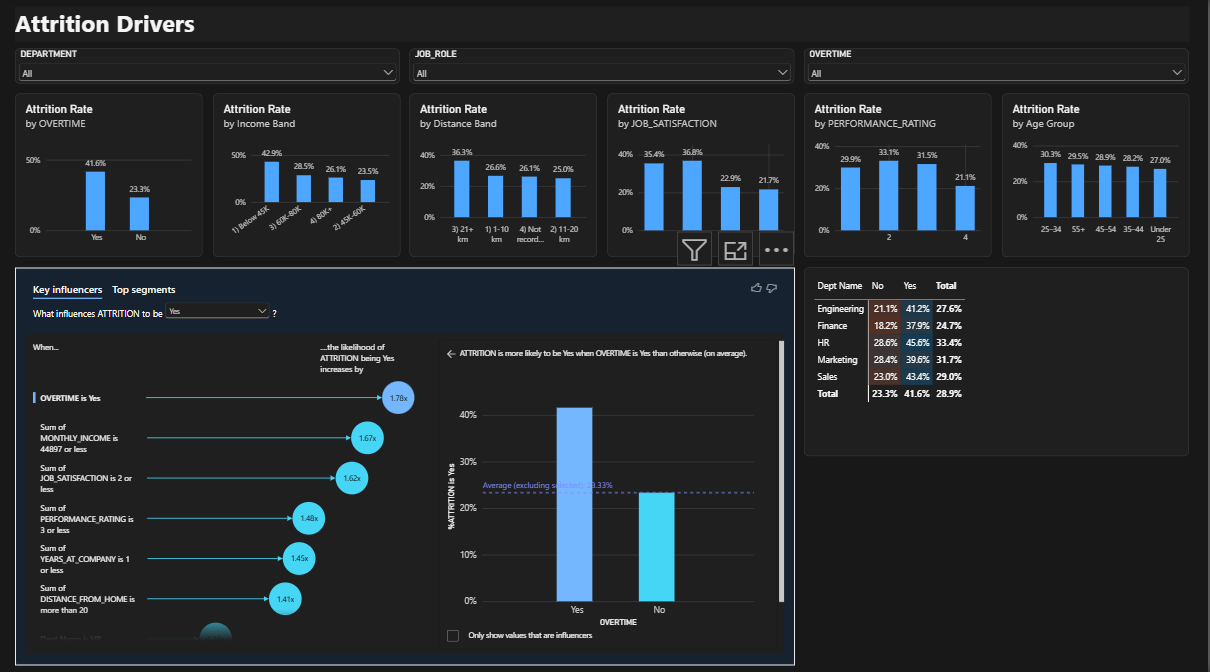 Attrition Drivers
DEPARTMENT
All
JOB_ROLE
All
OVERTIME
All
Attrition Rate
by OVERTIME
50%
0%
41.6%
23.3%
Yes
No
Attrition Rate
by Income Band
50%
0%
42.9%
28.5%
26.1%
23.5%
1) Below 45K
3) 60K-80K
4) 80K+
2) 45K-60K
Attrition Rate
by Distance Band
40%
20%
0%
36.3%
26.6%
26.1%
25.0%
3) 21+
km
1) 1-10
km
4) Not
record...
2) 11-20
km
Attrition Rate
by JOB_SATISFACTION
40%
20%
0%
35.4%
36.8%
22.9%
21.7%
Attrition Rate
by PERFORMANCE_RATING
40%
20%
0%
29.9%
33.1%
31.5%
21.1%
2
4
Attrition Rate
by Age Group
40%
20%
0%
30.3%
29.5%
28.9%
28.2%
27.0%
25–34
55+
45–54
35–44
Under
25
Key influencers
Top segments
What influences ATTRITION to be
Yes
?
When...
...the likelihood of
ATTRITION being Yes
increases by
OVERTIME is Yes
1.78x
Sum of
MONTHLY_INCOME is
44897 or less
1.67x
Sum of
JOB_SATISFACTION is 2 or
less
1.62x
Sum of
PERFORMANCE_RATING is
3 or less
1.48x
Sum of
YEARS_AT_COMPANY is 1
or less
1.45x
Sum of
DISTANCE_FROM_HOME is
more than 20
1.41x
Dept Name is HR
ATTRITION is more likely to be Yes when OVERTIME is Yes than otherwise (on average).
%ATTRITION is Yes
40%
30%
20%
10%
0%
Average (excluding selected): 23.33%
Yes
No
OVERTIME
Only show values that are influencers
Dept Name No Yes Total
Engineering 21.1% 41.2% 27.6%
Finance 18.2% 37.9% 24.7%
HR 28.6% 45.6% 33.4%
Marketing 28.4% 39.6% 31.7%
Sales 23.0% 43.4% 29.0%
Total 23.3% 41.6% 28.9%